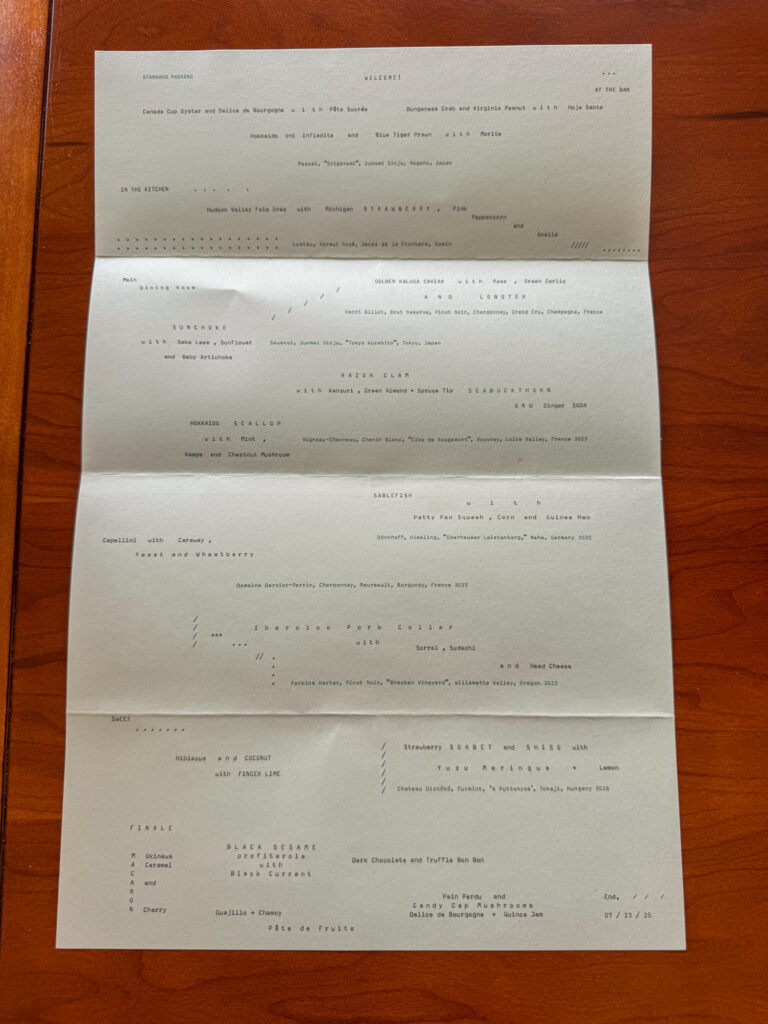 STANDARD PAIRING
WELCOME!
AT THE BAR
Canada Cup Oyster and Delice de Bourgogne with Pâte Sucrée
Dungeness Crab and Virginia Peanut with Hoja Santa
Hokkaido Uni Infladita and Blue Tiger Prawn with Morita
Masumi, "Origarami", Junmai Ginjo, Nagano, Japan
IN THE KITCHEN
Hudson Valley Foie Gras with Michigan STRAWBERRY, Pink
Peppercorn
and
Oxalis
Lustau, Vermut Rosé, Jerez de la Frontera, Spain
Main
Dining Room
GOLDEN KALUGA CAVIAR with Peas, Green Garlic
AND LOBSTER
Henri Billiot, Brut Reserve, Pinot Noir, Chardonnay, Grand Cru, Champagne, France
SUNCHOKE
with Sake Lees, Sunflower
and Baby Artichoke
Sawanoi, Junmai Ginjo, "Tokyo Kurabito", Tokyo, Japan
RAZOR CLAM
with Kanzuri, Green Almond + Spruce Tip SEABUCKTHORN
AND Ginger SODA
HOKKAIDO SCALLOP
with Mint,
Ramps and Chestnut Mushroom
Vigneau-Chevreau, Chenin Blanc, "Clos de Rougemont", Vouvray, Loire Valley, France 2023
SABLEFISH
with
Patty Pan Squash, Corn and Guinea Hen
Dönnhoff, Riesling, "Oberhauser Leistenberg," Nahe, Germany 2023
Capellini with Caraway,
Yeast and Wheatberry
Domaine Darviot-Perrin, Chardonnay, Meursault, Burgundy, France 2023
Iberico Pork Collar
with
Sorrel, Sudachi
and Head Cheese
Perkins Harter, Pinot Noir, "Bracken Vineyard", Willamette Valley, Oregon 2022
SWEET
Hibiscus and COCONUT
with FINGER LIME
Strawberry SORBET and SHISO with
Yuzu Meringue + Lemon
Chateau Diznókó, Furmint, '5 Puttonyos', Tokaji, Hungary 2016
FINALE
MACARON
Okinawa
Caramel
and
Cherry
BLACK SESAME
profiterole
with
Black Currant
Dark Chocolate and Truffle Bon Bon
Guajillo + Chamoy
Pâte de Fruits
Pain Perdu and
Candy Cap Mushrooms
Delice de Bourgogne + Quince Jam
End. / / /
07 / 23 / 25